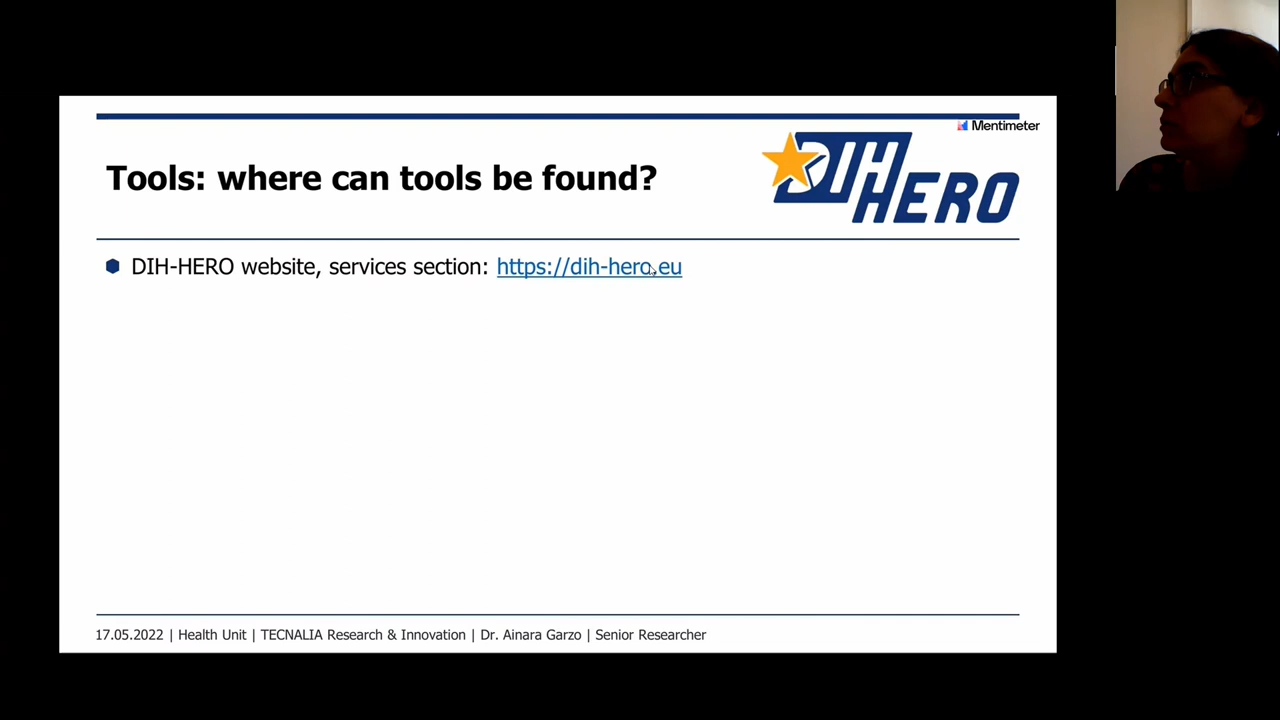 Mentimeter
Tools: where can tools be found?
DIH
HERO
DIH-HERO website, services section: https://dih-hero.eu
17.05.2022 | Health Unit | TECNALIA Research & Innovation | Dr. Ainara Garzo | Senior Researcher